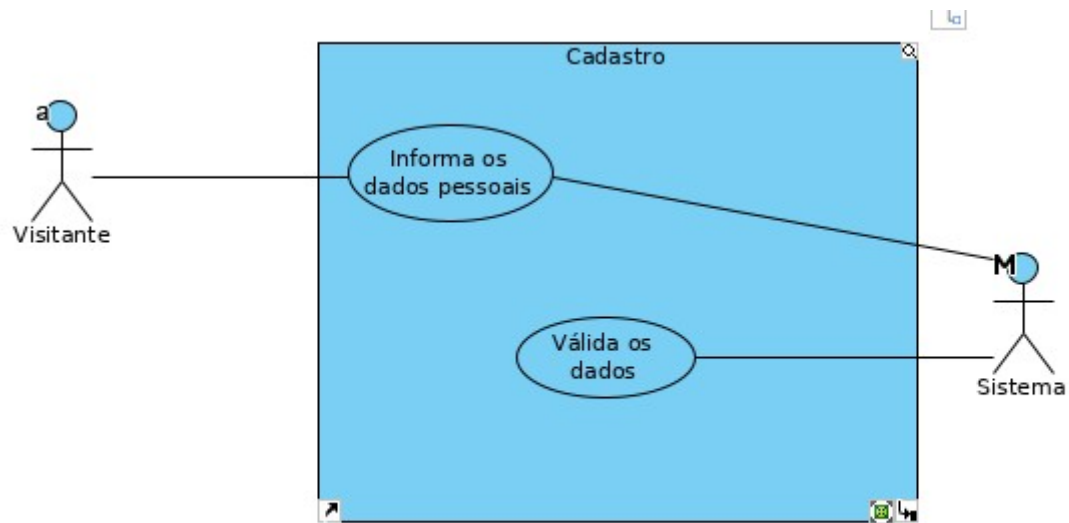 Cadastro
a
Informa os
dados pessoais
Visitante
M
Válida os
dados
Sistema